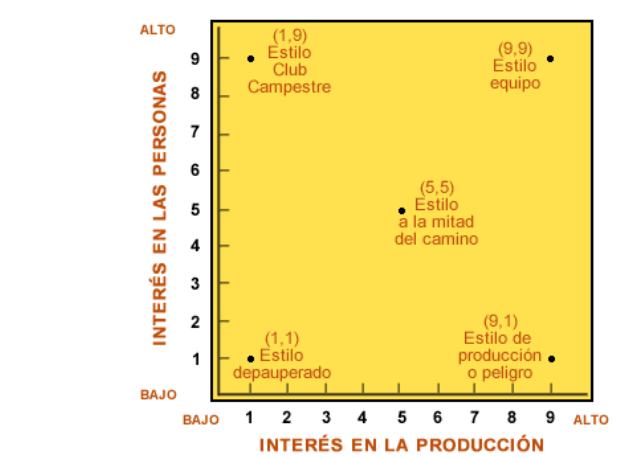 ALTO
INTERÉS EN LAS PERSONAS
9
8
7
6
5
4
3
2
1
BAJO
(1,9)
Estilo
Club
Campestre
(9,9)
Estilo
equipo
(5,5)
Estilo
a la mitad
del camino
(1,1)
Estilo
depauperado
(9,1)
Estilo de
producción
o peligro
BAJO 1 2 3 4 5 6 7 8 9 ALTO
INTERÉS EN LA PRODUCCIÓN